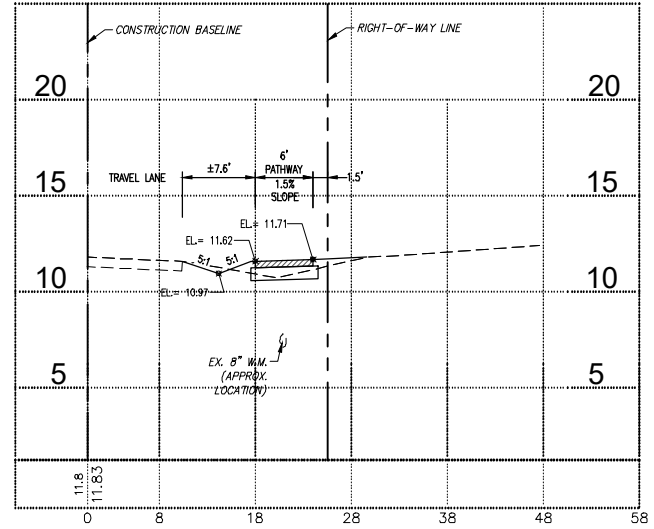 CONSTRUCTION BASELINE
RIGHT-OF-WAY LINE
20
20
6'
±7.6'
PATHWAY
TRAVEL LANE
1.5%
1.5'
SLOPE
15
15
EL.= 11.71
EL.= 11.62
5:1
5:1
10
10
EL.= 10.97
EX. 8" W.M.
(APPROX.
LOCATION)
5
5
11.8
11.83
0
8
18
28
38
48
58